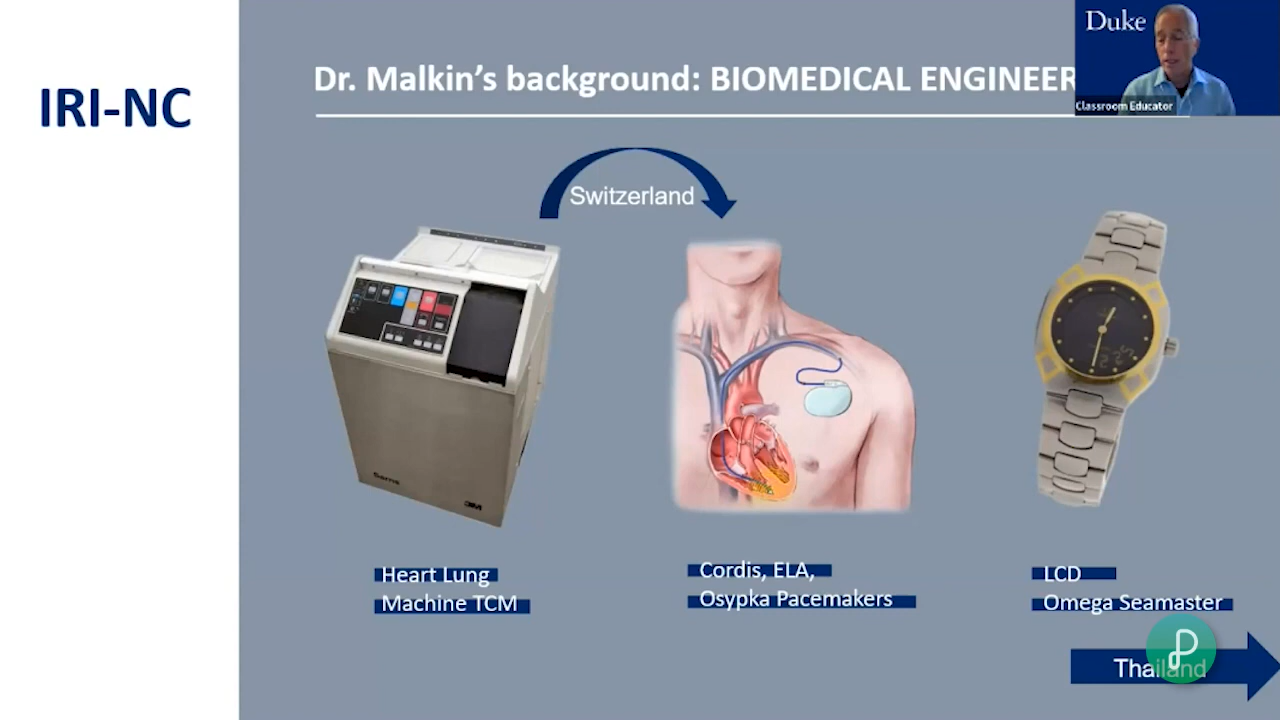 IRI-NC
Dr. Malkin's background: BIOMEDICAL ENGINEER
Duke
Classroom Educator
Switzerland
3M
Heart Lung
Machine TCM
Cordis, ELA,
Osypka Pacemakers
LCD
Omega Seamaster
Thailand